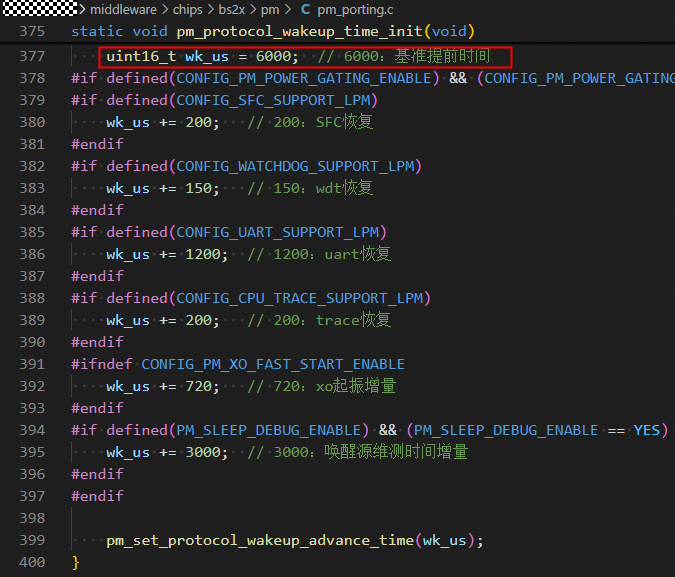 middleware > chips > bs2x > pm > C pm_porting.c
375 static void pm_protocol_wakeup_time_init(void)
377 uint16_t wk_us = 6000; // 6000：基准提前时间
378 #if defined(CONFIG_PM_POWER_GATING_ENABLE) && (CONFIG_PM_POWER_GATING
379 #if defined(CONFIG_SFC_SUPPORT_LPM)
380 wk_us += 200; // 200：SFC恢复
381 #endif
382 #if defined(CONFIG_WATCHDOG_SUPPORT_LPM)
383 wk_us += 150; // 150：wdt恢复
384 #endif
385 #if defined(CONFIG_UART_SUPPORT_LPM)
386 wk_us += 1200; // 1200：uart恢复
387 #endif
388 #if defined(CONFIG_CPU_TRACE_SUPPORT_LPM)
389 wk_us += 200; // 200：trace恢复
390 #endif
391 #ifndef CONFIG_PM_XO_FAST_START_ENABLE
392 wk_us += 720; // 720：xo起振增量
393 #endif
394 #if defined(PM_SLEEP_DEBUG_ENABLE) && (PM_SLEEP_DEBUG_ENABLE == YES)
395 wk_us += 3000; // 3000：唤醒源维测时间增量
396 #endif
397 #endif
398
399 pm_set_protocol_wakeup_advance_time(wk_us);
400 }